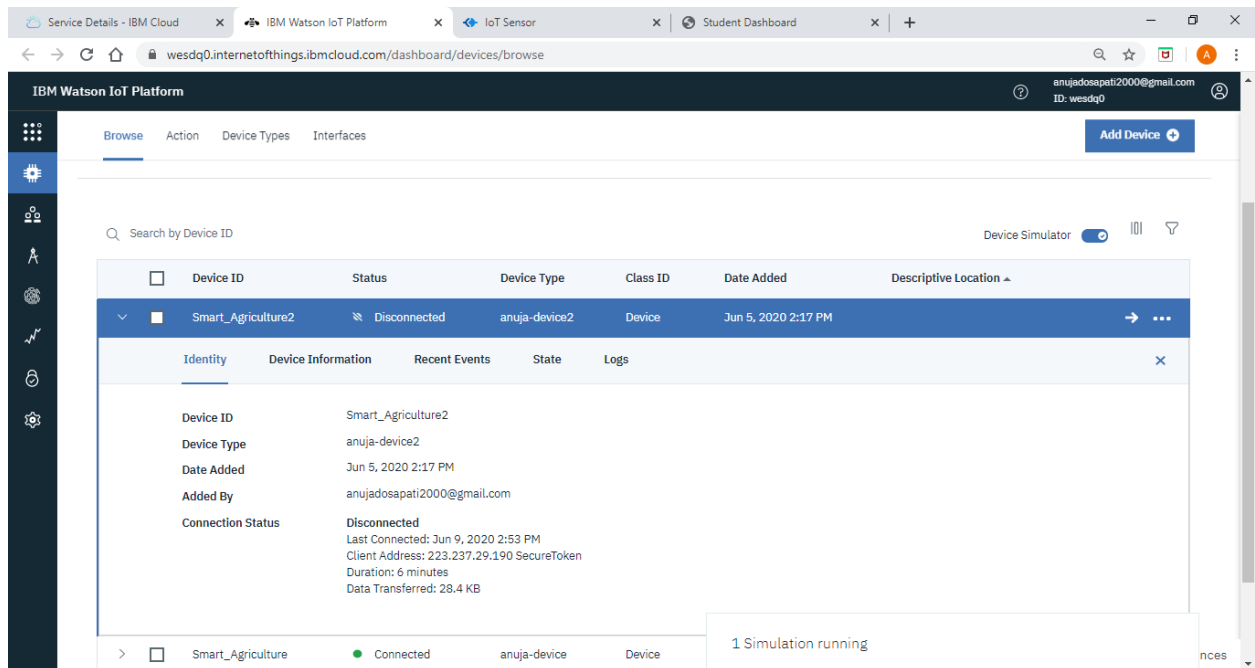 Service Details - IBM Cloud
IBM Watson IoT Platform
IoT Sensor
Student Dashboard
wesdq0.internetofthings.ibmcloud.com/dashboard/devices/browse
A
IBM Watson IoT Platform
anujadosapati2000@gmail.com
ID: wesdq0
Browse Action Device Types Interfaces
Add Device
Search by Device ID
Device Simulator
Device ID Status Device Type Class ID Date Added Descriptive Location
Smart_Agriculture2 Disconnected anuja-device2 Device Jun 5, 2020 2:17 PM
Identity Device Information Recent Events State Logs
Device ID Smart_Agriculture2
Device Type anuja-device2
Date Added Jun 5, 2020 2:17 PM
Added By anujadosapati2000@gmail.com
Connection Status Disconnected
Last Connected: Jun 9, 2020 2:53 PM
Client Address: 223.237.29.190 SecureToken
Duration: 6 minutes
Data Transferred: 28.4 KB
1 Simulation running
Smart_Agriculture Connected anuja-device Device
nces